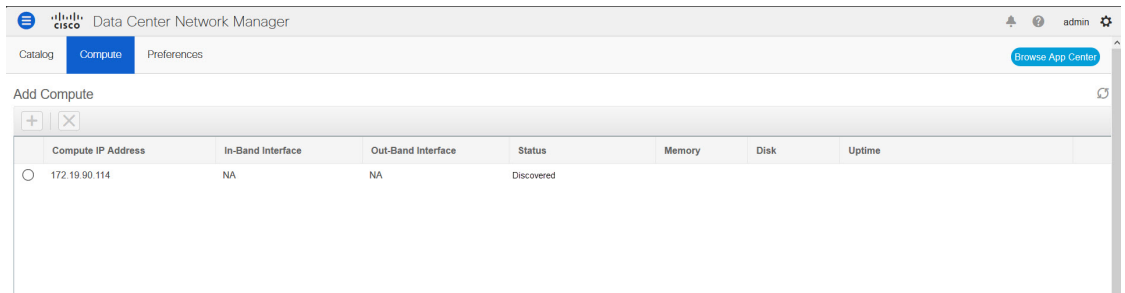 CISCO Data Center Network Manager admin
Catalog Compute Preferences Browse App Center
Add Compute
Compute IP Address In-Band Interface Out-Band Interface Status Memory Disk Uptime
172.19.90.114 NA NA Discovered